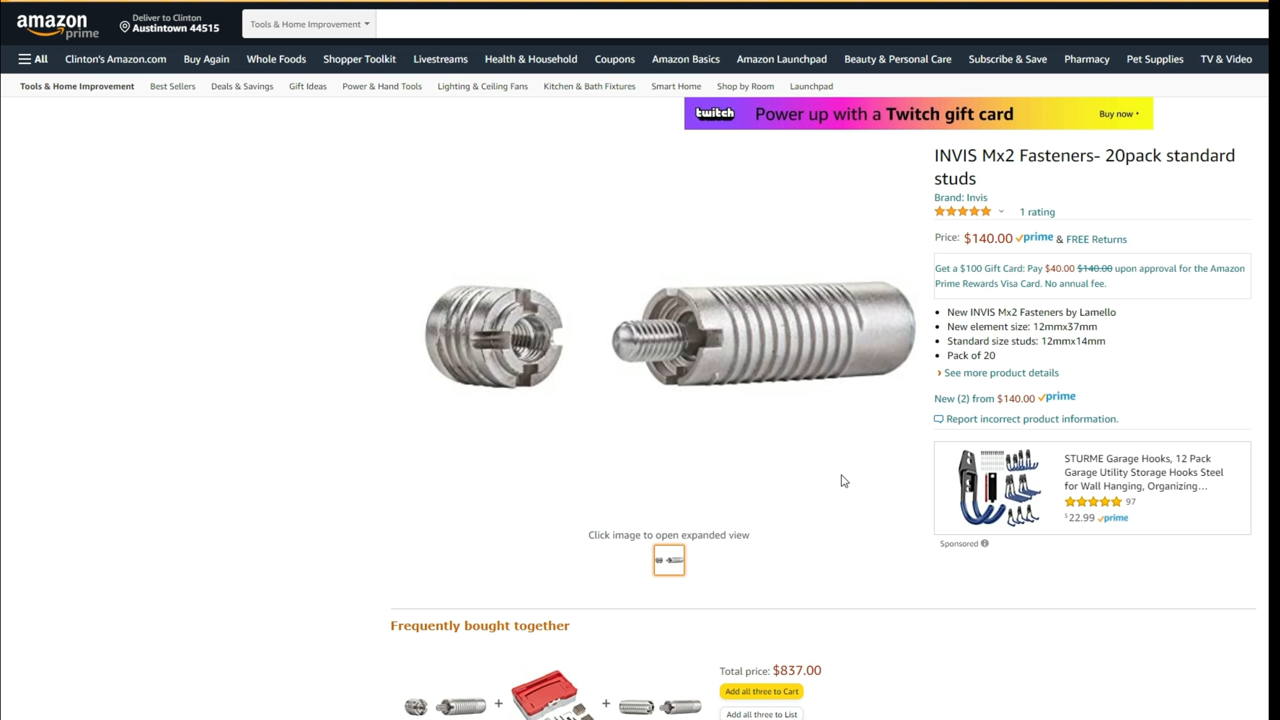 amazon
prime
Deliver to Clinton
Austintown 44515
Tools & Home Improvement
All
Clinton's Amazon.com
Buy Again
Whole Foods
Shopper Toolkit
Livestreams
Health & Household
Coupons
Amazon Basics
Amazon Launchpad
Beauty & Personal Care
Subscribe & Save
Pharmacy
Pet Supplies
TV & Video
Tools & Home Improvement
Best Sellers
Deals & Savings
Gift Ideas
Power & Hand Tools
Lighting & Ceiling Fans
Kitchen & Bath Fixtures
Smart Home
Shop by Room
Launchpad
twitch Power up with a Twitch gift card Buy now
INVIS Mx2 Fasteners- 20pack standard
studs
Brand: Invis
1 rating
Price: $140.00 prime & FREE Returns
Get a $100 Gift Card: Pay $40.00 $140.00 upon approval for the Amazon
Prime Rewards Visa Card. No annual fee.
• New INVIS Mx2 Fasteners by Lamello
• New element size: 12mmx37mm
• Standard size studs: 12mmx14mm
• Pack of 20
› See more product details
New (2) from $140.00 prime
Report incorrect product information.
STURME Garage Hooks, 12 Pack
Garage Utility Storage Hooks Steel
for Wall Hanging, Organizing...
97
$22.99 prime
Sponsored
Click image to open expanded view
Frequently bought together
Total price: $837.00
Add all three to Cart
Add all three to List